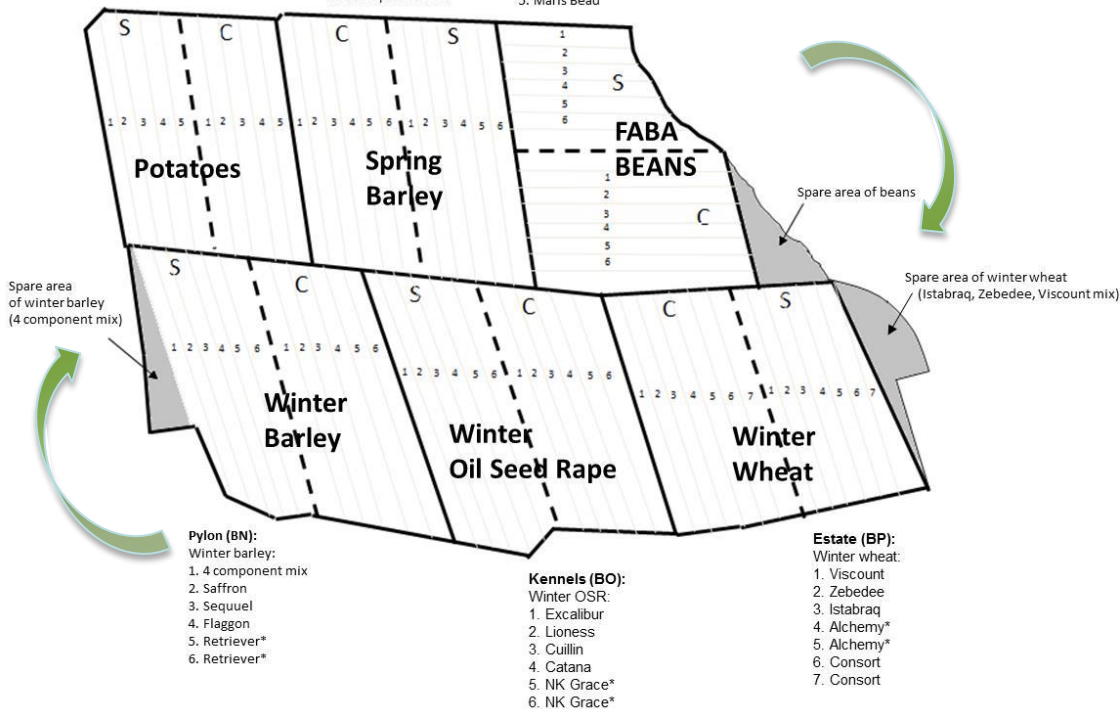 5. Maris Bead
S C C S
1
2
3
4
5
6
S
1 2 3 4 5 1 2 3 4 5 1 2 3 4 5 6 1 2 3 4 5 6
FABA
BEANS
Potatoes
Spring
Barley
1
2
3
4
5
6
C
Spare area of beans
Spare area
of winter barley
(4 component mix)
Spare area of winter wheat
(Istabraq, Zebedee, Viscount mix)
S C S C C S
1 2 3 4 5 6 1 2 3 4 5 6
1 2 3 4 5 6 1 2 3 4 5 6
1 2 3 4 5 6 7 1 2 3 4 5 6 7
Winter
Barley
Winter
Oil Seed Rape
Winter
Wheat
Pylon (BN):
Winter barley:
1. 4 component mix
2. Saffron
3. Sequuel
4. Flaggon
5. Retriever*
6. Retriever*
Kennels (BO):
Winter OSR:
1. Excalibur
2. Lioness
3. Cuillin
4. Catana
5. NK Grace*
6. NK Grace*
Estate (BP):
Winter wheat:
1. Viscount
2. Zebedee
3. Istabraq
4. Alchemy*
5. Alchemy*
6. Consort
7. Consort